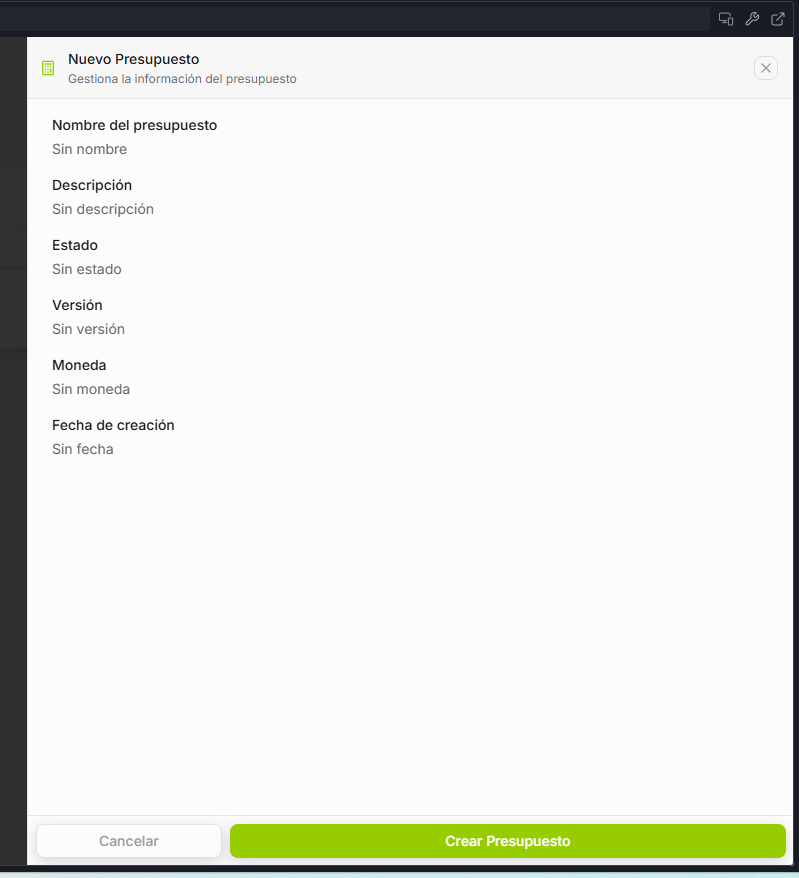 Nuevo Presupuesto
Gestiona la información del presupuesto
Nombre del presupuesto
Sin nombre
Descripción
Sin descripción
Estado
Sin estado
Versión
Sin versión
Moneda
Sin moneda
Fecha de creación
Sin fecha
Cancelar
Crear Presupuesto